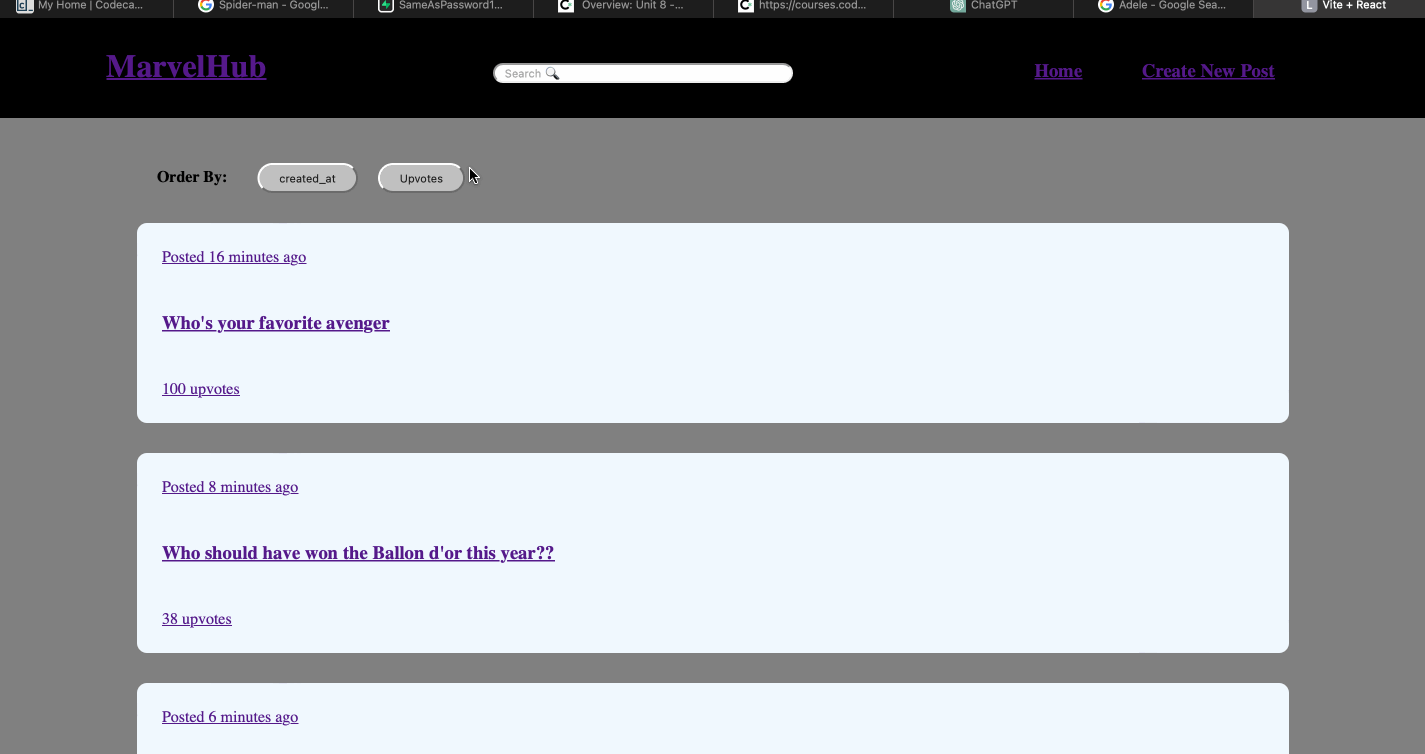 My Home | Codeca...
Spider-man - Googl...
SameAsPassword1...
Overview: Unit 8 -...
https://courses.cod...
ChatGPT
Adele - Google Sea...
L Vite + React
MarvelHub
Search 🔍
Home
Create New Post
Order By:
created_at
Upvotes
Posted 16 minutes ago
Who's your favorite avenger
100 upvotes
Posted 8 minutes ago
Who should have won the Ballon d'or this year??
38 upvotes
Posted 6 minutes ago